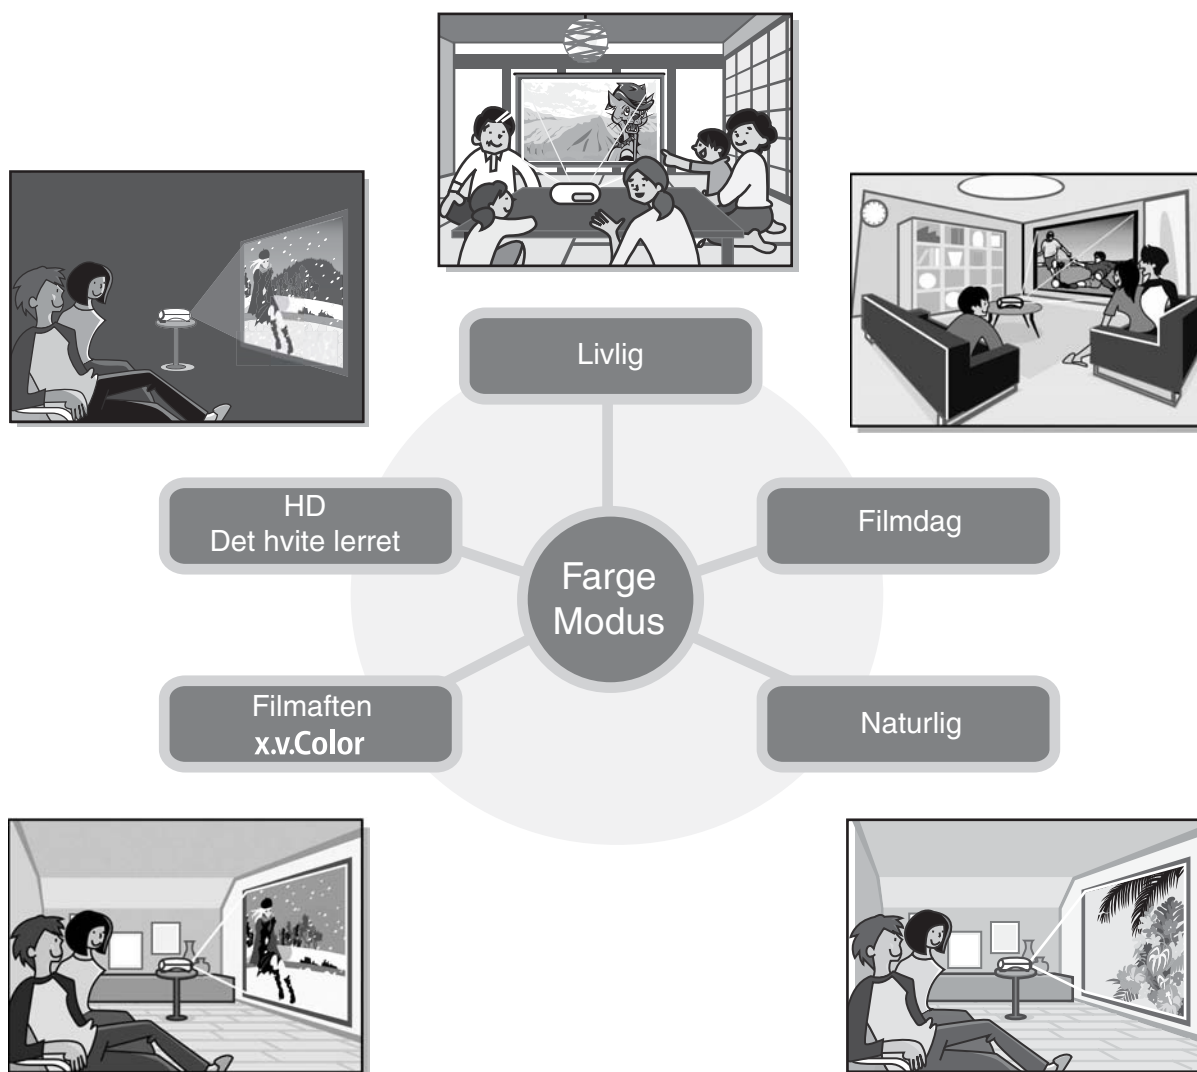 Livlig
HD
Det hvite lerret
Filmdag
Farge
Modus
Filmaften
x.v.Color
Naturlig